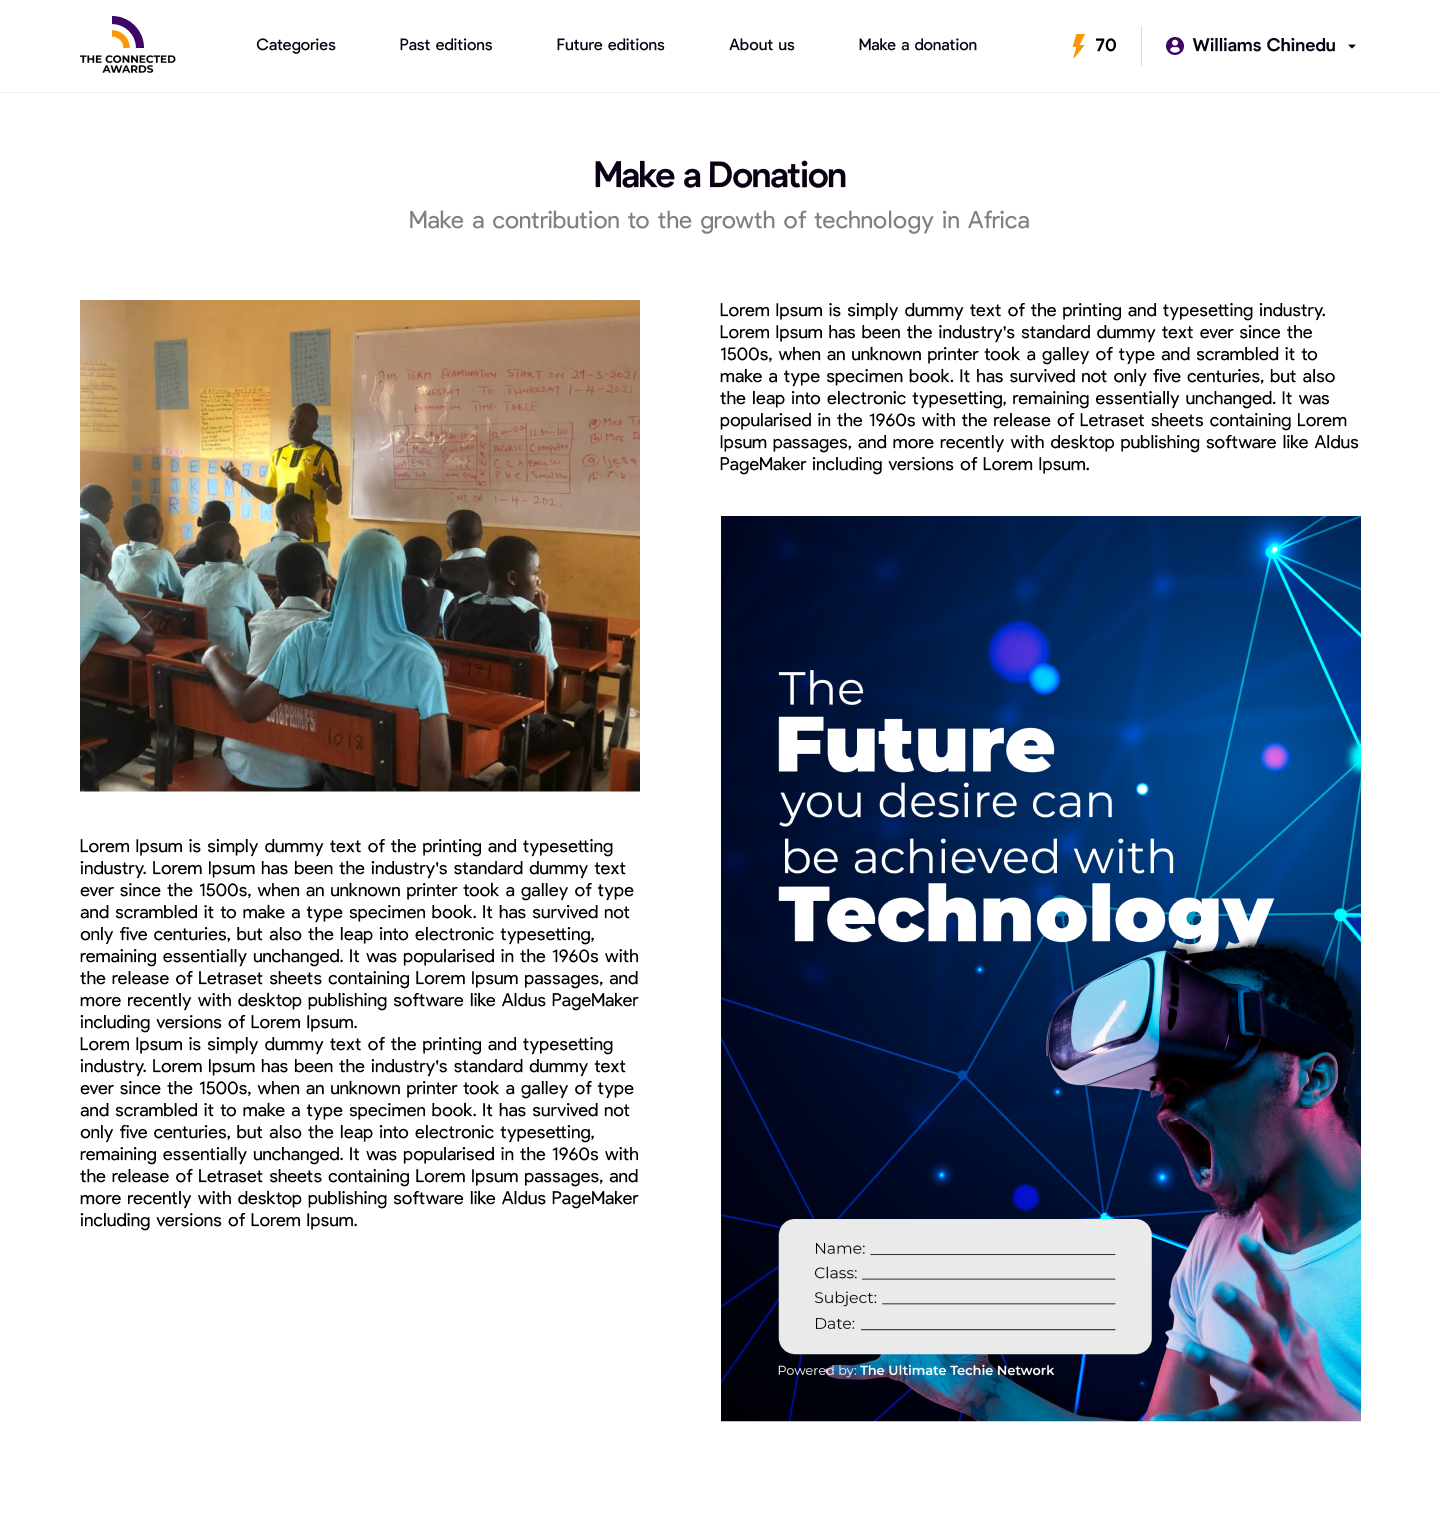 THE CONNECTED
AWARDS
Categories
Past editions
Future editions
About us
Make a donation
70
Williams Chinedu
Make a Donation
Make a contribution to the growth of technology in Africa
2ND TERM EXAMINATION START ON 29-3-2021
TUESDAY TO THURSDAY 1-4-2021
EXAMINATION TIME TABLE
Lorem Ipsum is simply dummy text of the printing and typesetting
industry. Lorem Ipsum has been the industry's standard dummy text
ever since the 1500s, when an unknown printer took a galley of type
and scrambled it to make a type specimen book. It has survived not
only five centuries, but also the leap into electronic typesetting,
remaining essentially unchanged. It was popularised in the 1960s with
the release of Letraset sheets containing Lorem Ipsum passages, and
more recently with desktop publishing software like Aldus PageMaker
including versions of Lorem Ipsum.
Lorem Ipsum is simply dummy text of the printing and typesetting
industry. Lorem Ipsum has been the industry's standard dummy text
ever since the 1500s, when an unknown printer took a galley of type
and scrambled it to make a type specimen book. It has survived not
only five centuries, but also the leap into electronic typesetting,
remaining essentially unchanged. It was popularised in the 1960s with
the release of Letraset sheets containing Lorem Ipsum passages, and
more recently with desktop publishing software like Aldus PageMaker
including versions of Lorem Ipsum.
Lorem Ipsum is simply dummy text of the printing and typesetting industry.
Lorem Ipsum has been the industry's standard dummy text ever since the
1500s, when an unknown printer took a galley of type and scrambled it to
make a type specimen book. It has survived not only five centuries, but also
the leap into electronic typesetting, remaining essentially unchanged. It was
popularised in the 1960s with the release of Letraset sheets containing Lorem
Ipsum passages, and more recently with desktop publishing software like Aldus
PageMaker including versions of Lorem Ipsum.
The
Future
you desire can
be achieved with
Technology
Name:
Class:
Subject:
Date:
Powered by: The Ultimate Techie Network